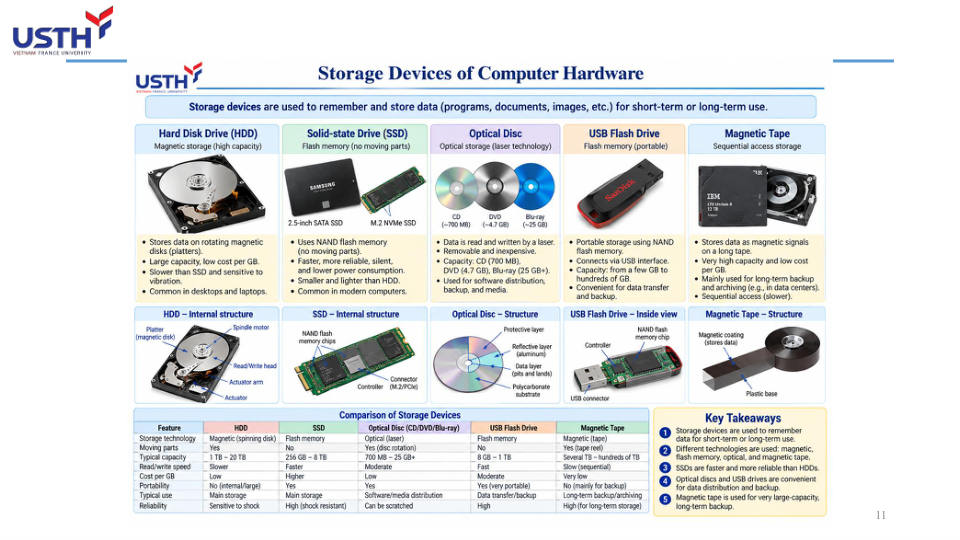 USTH
VIETNAM FRANCE UNIVERSITY
USTH
VIETNAM FRANCE UNIVERSITY
Storage Devices of Computer Hardware
Storage devices are used to remember and store data (programs, documents, images, etc.) for short-term or long-term use.
Hard Disk Drive (HDD)
Magnetic storage (high capacity)
• Stores data on rotating magnetic
disks (platters).
• Large capacity, low cost per GB.
• Slower than SSD and sensitive to
vibration.
• Common in desktops and laptops.
Solid-state Drive (SSD)
Flash memory (no moving parts)
SAMSUNG
2.5-inch SATA SSD
M.2 NVMe SSD
• Uses NAND flash memory
(no moving parts).
• Faster, more reliable, silent,
and lower power consumption.
• Smaller and lighter than HDD.
• Common in modern computers.
Optical Disc
Optical storage (laser technology)
CD
(~700 MB)
DVD
(~4.7 GB)
Blu-ray
(~25 GB)
• Data is read and written by a laser.
• Removable and inexpensive.
• Capacity: CD (700 MB),
DVD (4.7 GB), Blu-ray (25 GB+).
• Used for software distribution,
backup, and media.
USB Flash Drive
Flash memory (portable)
SanDisk
• Portable storage using NAND
flash memory.
• Connects via USB interface.
• Capacity: from a few GB to
hundreds of GB.
• Convenient for data transfer
and backup.
Magnetic Tape
Sequential access storage
IBM
12 TB
• Stores data as magnetic signals
on a long tape.
• Very high capacity and low cost
per GB.
• Mainly used for long-term backup
and archiving (e.g., in data centers).
• Sequential access (slower).
HDD – Internal structure
Platter
(magnetic disk)
Spindle motor
Read/Write head
Actuator arm
Actuator
SSD – Internal structure
NAND flash
memory chips
Controller
Connector
(M.2/PCIe)
Optical Disc – Structure
Protective layer
Reflective layer
(aluminum)
Data layer
(pits and lands)
Polycarbonate
substrate
USB Flash Drive – Inside view
Controller
NAND flash
memory chip
USB connector
Magnetic Tape – Structure
Magnetic coating
(stores data)
Plastic base
Comparison of Storage Devices
Feature HDD SSD Optical Disc (CD/DVD/Blu-ray) USB Flash Drive Magnetic Tape
Storage technology Magnetic (spinning disk) Flash memory Optical (laser) Flash memory Magnetic (tape)
Moving parts Yes No Yes (disc rotation) No Yes (tape reel)
Typical capacity 1 TB – 20 TB 256 GB – 8 TB 700 MB – 25 GB+ 8 GB – 1 TB Several TB – hundreds of TB
Read/write speed Slower Faster Moderate Fast Slow (sequential)
Cost per GB Low Higher Low Moderate Very low
Portability No (internal/large) Yes Yes Yes (very portable) No (mainly for backup)
Typical use Main storage Main storage Software/media distribution Data transfer/backup Long-term backup/archiving
Reliability Sensitive to shock High (shock resistant) Can be scratched High High (for long-term storage)
Key Takeaways
1 Storage devices are used to remember
data for short-term or long-term use.
2 Different technologies are used: magnetic,
flash memory, optical, and magnetic tape.
3 SSDs are faster and more reliable than HDDs.
4 Optical discs and USB drives are convenient
for data distribution and backup.
5 Magnetic tape is used for very large-capacity,
long-term backup.
11